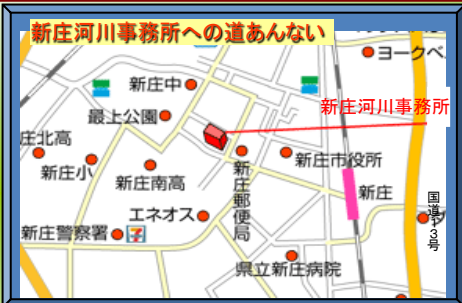 新庄河川事務所への道あんない
ヨークベ
新庄中
新庄河川事務所
最上公園
庄北高
新庄小
新庄南高
新庄市役所
新庄郵便局
新庄
国道13号
エネオス
新庄警察署
県立新庄病院